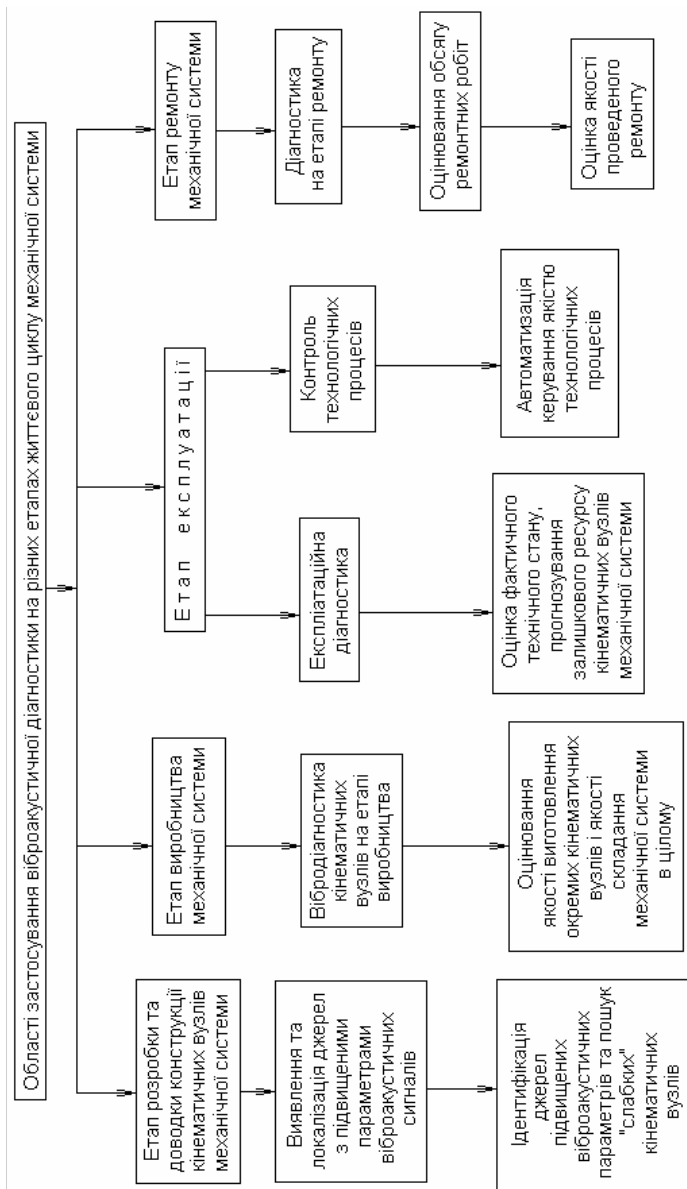 Області застосування віброакустичної діагностики на різних етапах життєвого циклу механічної системи
Етап розробки та
доводки конструкції
кінематичних вузлів
механічної системи
Виявлення та
локалізація джерел
з підвищеними
параметрами
віброакустичних
сигналів
Ідентифікація
джерел
підвищених
віброакустичних
параметрів та пошук
"слабких"
кінематичних
вузлів
Етап виробництва
механічної системи
Вібродіагностика
кінематичних
вузлів на етапі
виробництва
Оцінювання
якості виготовлення
окремих кінематичних
вузлів і якості
складання
механічної системи
в цілому
Етап експлуатації
Експліатаційна
діагностика
Оцінка фактичного
технічного стану,
прогнозування
залишкового ресурсу
кінематичних вузлів
механічної системи
Контроль
технологічних
процесів
Автоматизація
керування якістю
технологічних
процесів
Етап ремонту
механічної системи
Діагностика
на етапі ремонту
Оцінювання обсягу
ремонтних робіт
Оцінка якості
проведеного
ремонту